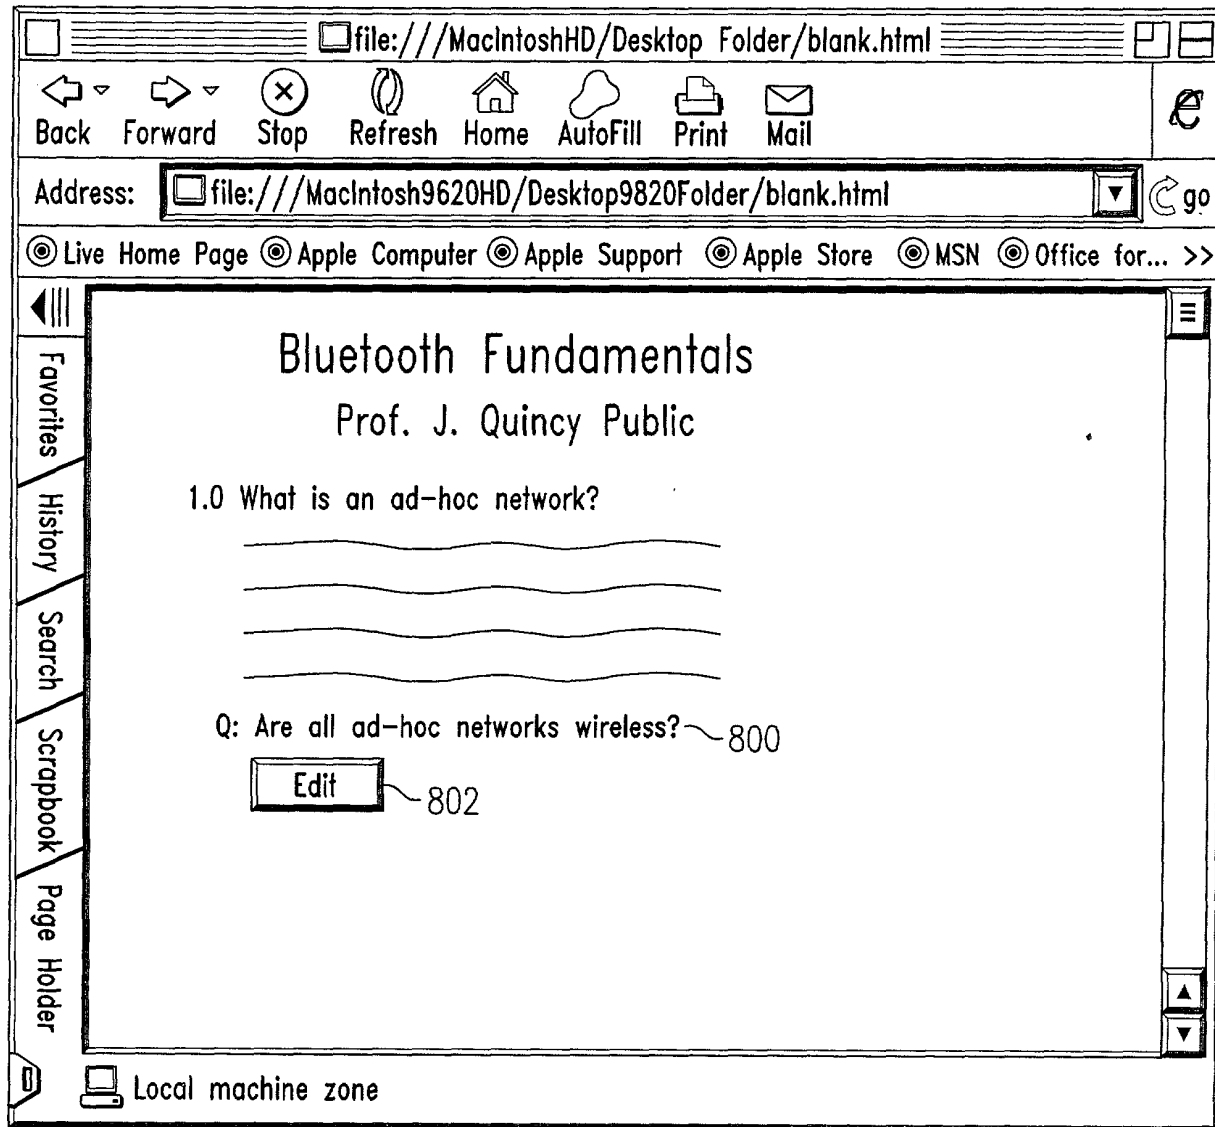 file:///MacIntoshHD/Desktop Folder/blank.html
Back Forward Stop Refresh Home AutoFill Print Mail
Address: file:///MacIntosh9620HD/Desktop9820Folder/blank.html go
Live Home Page Apple Computer Apple Support Apple Store MSN Office for... >>
Favorites
History
Search
Scrapbook
Page Holder
Bluetooth Fundamentals
Prof. J. Quincy Public
1.0 What is an ad-hoc network?
Q: Are all ad-hoc networks wireless? 800
Edit 802
Local machine zone